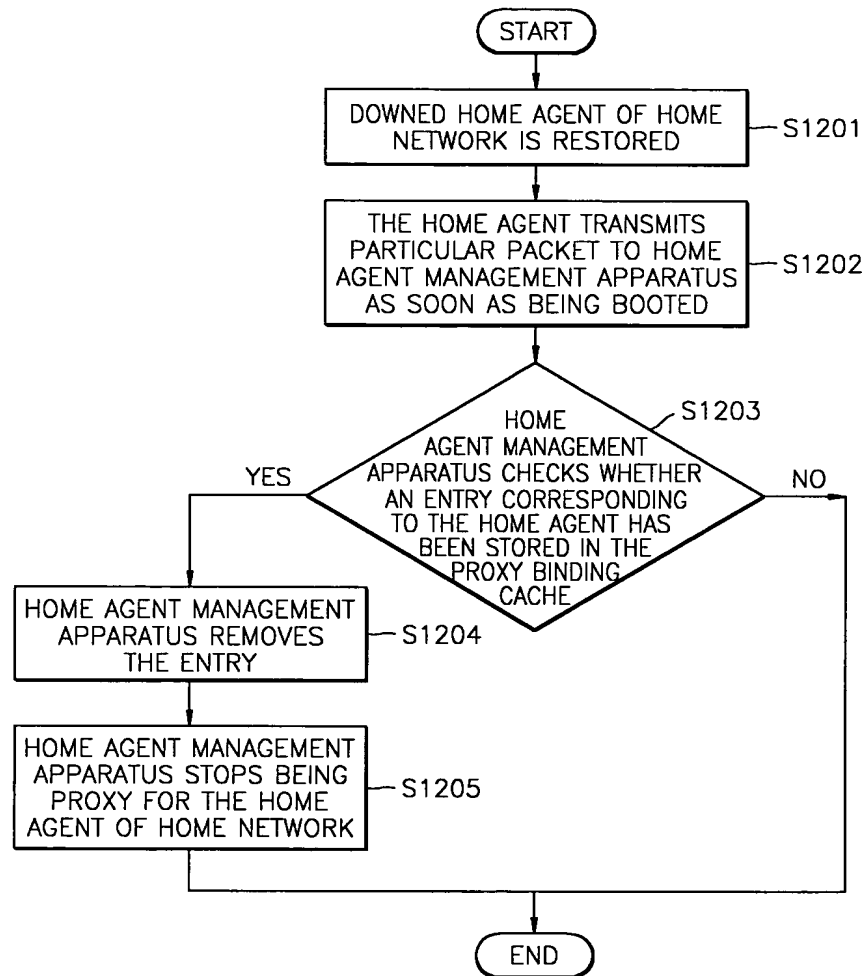 START
DOWNED HOME AGENT OF HOME
NETWORK IS RESTORED
S1201
THE HOME AGENT TRANSMITS
PARTICULAR PACKET TO HOME
AGENT MANAGEMENT APPARATUS
AS SOON AS BEING BOOTED
S1202
S1203
HOME
AGENT MANAGEMENT
APPARATUS CHECKS WHETHER
AN ENTRY CORRESPONDING
TO THE HOME AGENT HAS
BEEN STORED IN THE
PROXY BINDING
CACHE
YES
NO
HOME AGENT MANAGEMENT
APPARATUS REMOVES
THE ENTRY
S1204
HOME AGENT MANAGEMENT
APPARATUS STOPS BEING
PROXY FOR THE HOME
AGENT OF HOME NETWORK
S1205
END